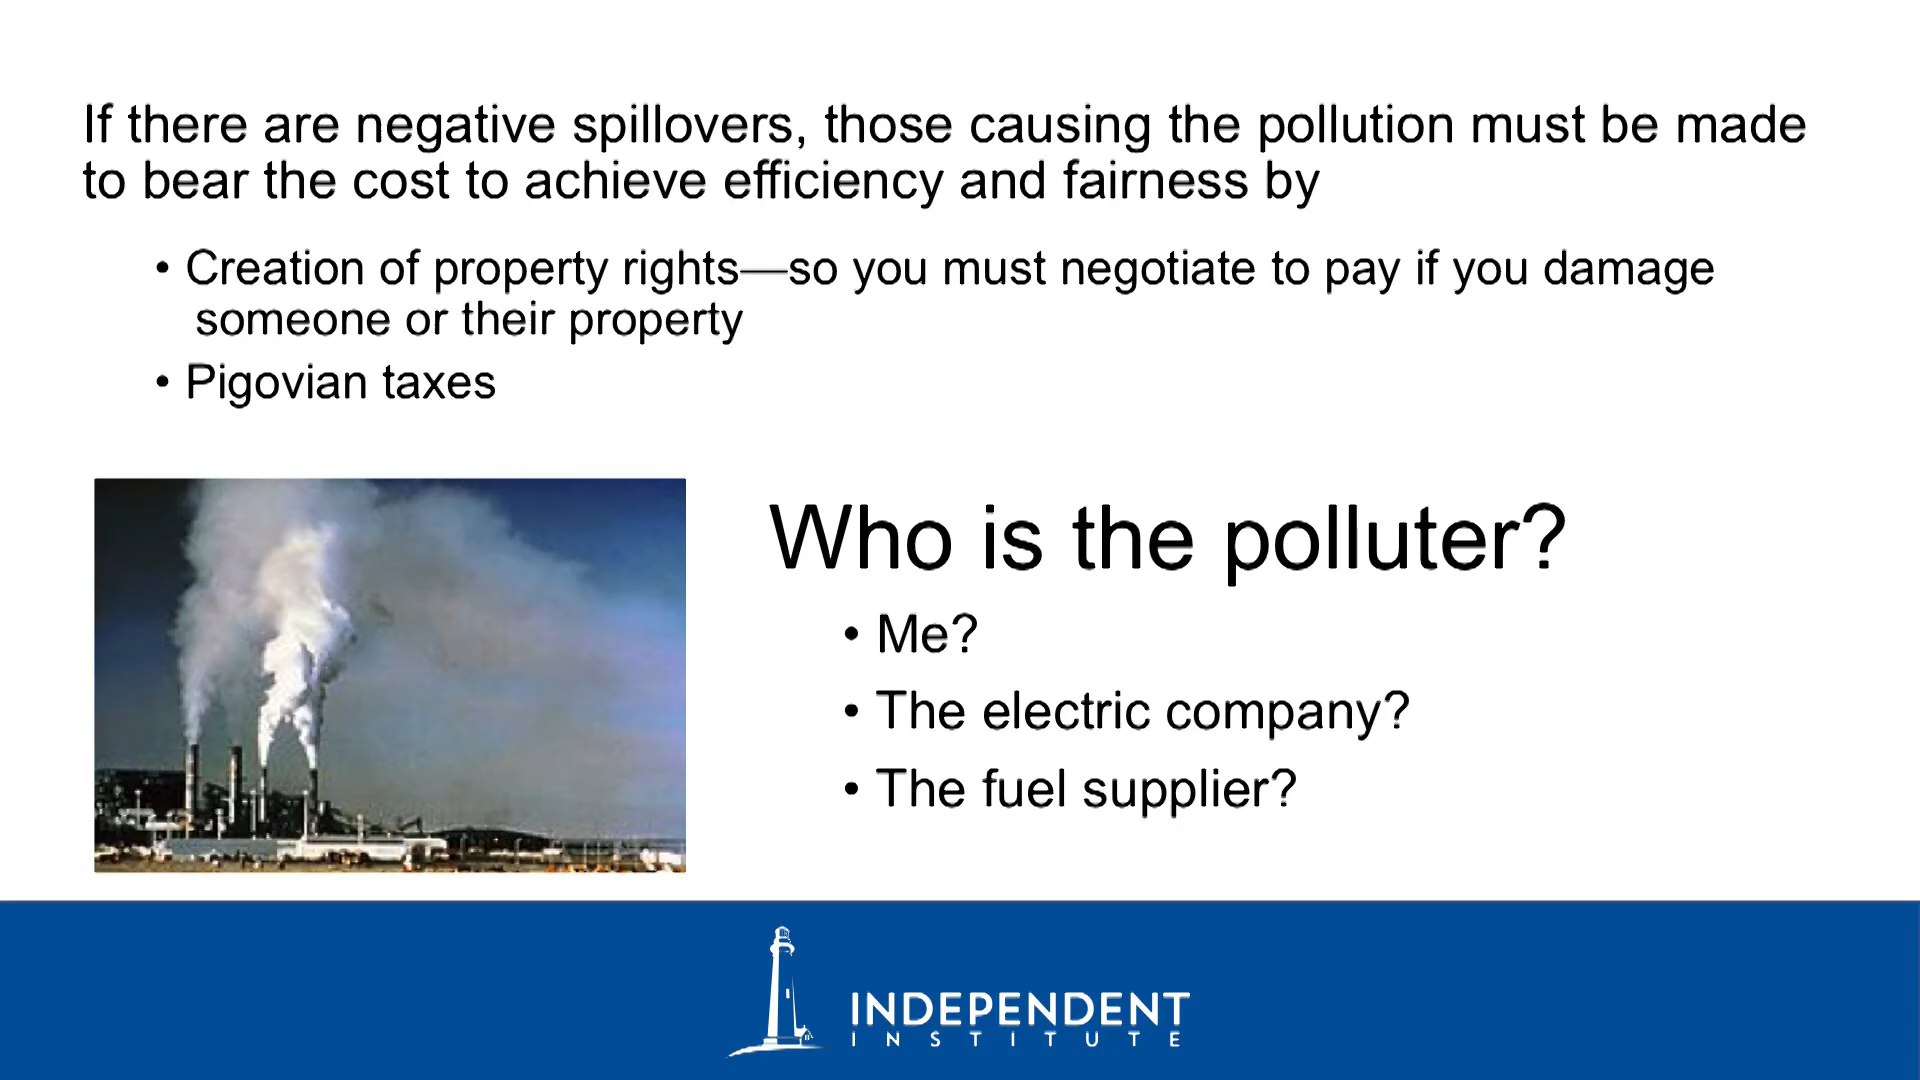 If there are negative spillovers, those causing the pollution must be made
to bear the cost to achieve efficiency and fairness by
• Creation of property rights—so you must negotiate to pay if you damage
someone or their property
• Pigovian taxes
Who is the polluter?
• Me?
• The electric company?
• The fuel supplier?
INDEPENDENT
INSTITUTE